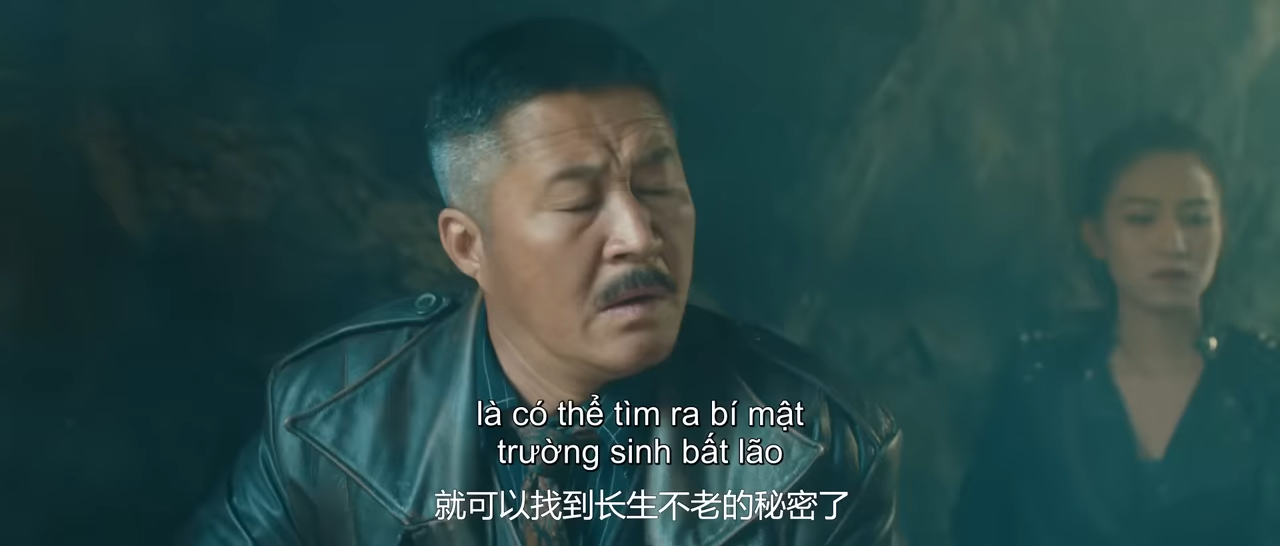 là có thể tìm ra bí mật
trường sinh bất lão
就可以找到长生不老的秘密了